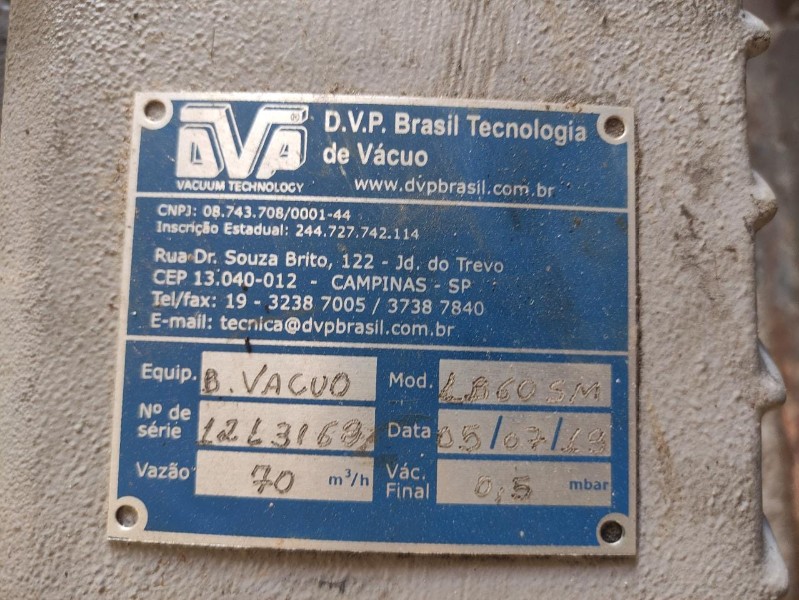 DVP ®
VACUUM TECHNOLOGY
D.V.P. Brasil Tecnologia
de Vácuo
www.dvpbrasil.com.br
CNPJ: 08.743.708/0001-44
Inscrição Estadual: 244.727.742.114
Rua Dr. Souza Brito, 122 - Jd. do Trevo
CEP 13.040-012 - CAMPINAS - SP
Tel/fax: 19 - 3238 7005 / 3738 7840
E-mail: tecnica@dvpbrasil.com.br
Equip. B. VACUO Mod. LB60 SM
Nº de série Data
Vazão 70 m³/h Vác. Final 0,5 mbar